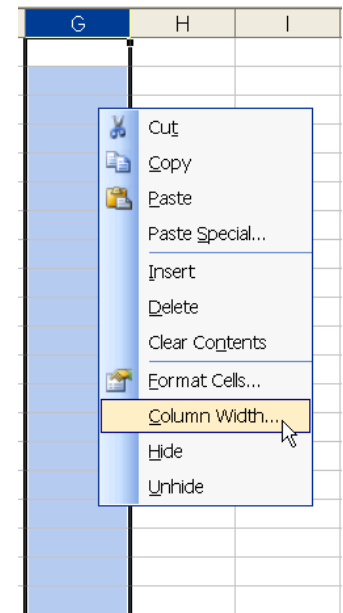 G H I
Cut
Copy
Paste
Paste Special...
Insert
Delete
Clear Contents
Format Cells...
Column Width...
Hide
Unhide